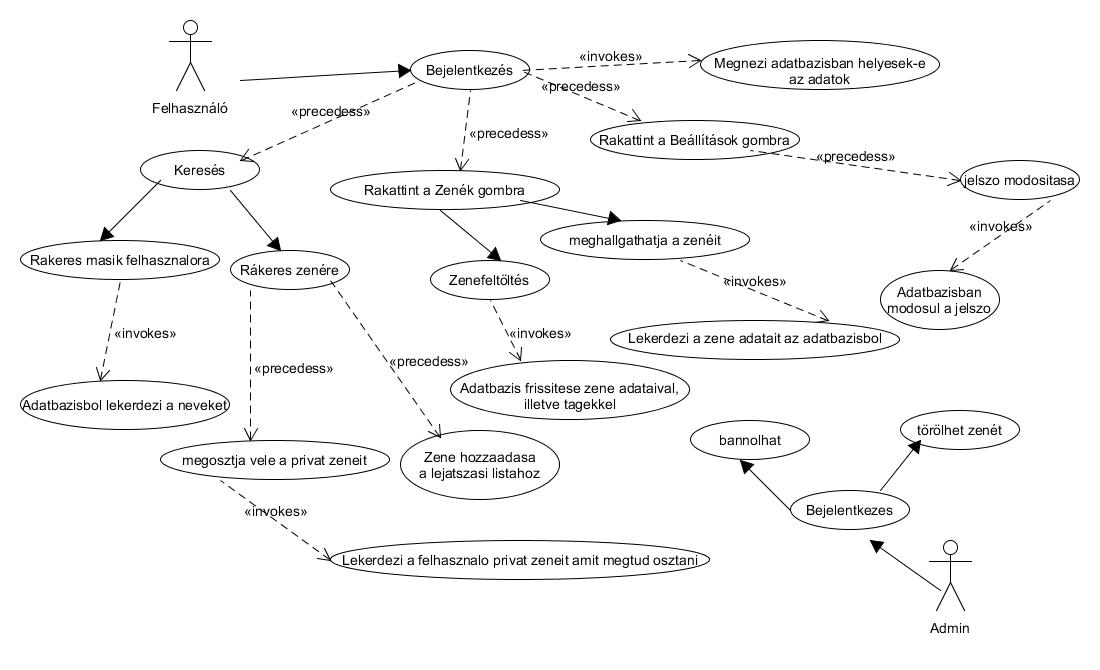 «invokes»
Bejelentkezés
Megnezi adatbazisban helyesek-e
az adatok
«precedess»
Felhasználó
«precedess»
«precedess»
Rakattint a Beállítások gombra
«precedess»
Keresés
Rakattint a Zenék gombra
jelszo modositasa
«invokes»
meghallgathatja a zenéit
Rakeres masik felhasznalora
Rákeres zenére
Zenefeltöltés
«invokes»
Adatbazisban
modosul a jelszo
«invokes»
«invokes»
Lekerdezi a zene adatait az adatbazisbol
«precedess»
«precedess»
Adatbazis frissitese zene adataival,
illetve tagekkel
Adatbazisbol lekerdezi a neveket
bannolhat
törölhet zenét
megosztja vele a privat zeneit
Zene hozzaadasa
a lejatszasi listahoz
«invokes»
Bejelentkezes
Lekerdezi a felhasznalo privat zeneit amit megtud osztani
Admin